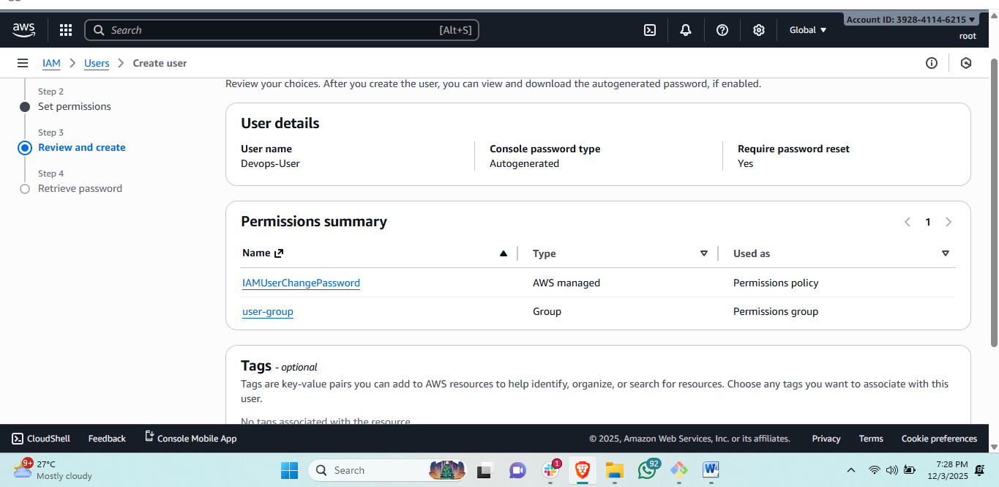 aws
Search
[Alt+S]
Global
Account ID: 3928-4114-6215
root
IAM
Users
Create user
Step 2
Set permissions
Step 3
Review and create
Step 4
Retrieve password
Review your choices. After you create the user, you can view and download the autogenerated password, if enabled.
User details
User name
Devops-User
Console password type
Autogenerated
Require password reset
Yes
Permissions summary
1
Name
Type
Used as
IAMUserChangePassword
AWS managed
Permissions policy
user-group
Group
Permissions group
Tags - optional
Tags are key-value pairs you can add to AWS resources to help identify, organize, or search for resources. Choose any tags you want to associate with this
user.
No tags associated with the resource
CloudShell
Feedback
Console Mobile App
© 2025, Amazon Web Services, Inc. or its affiliates.
Privacy
Terms
Cookie preferences
9+
27°C
Mostly cloudy
Search
1
92
W
7:28 PM
12/3/2025